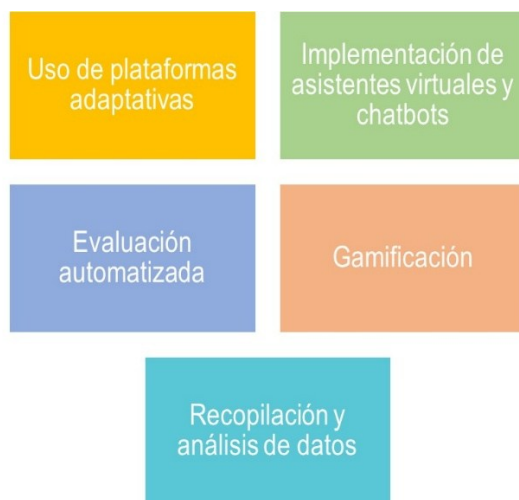 Uso de plataformas
adaptativas
Implementación de
asistentes virtuales y
chatbots
Evaluación
automatizada
Gamificación
Recopilación y
análisis de datos